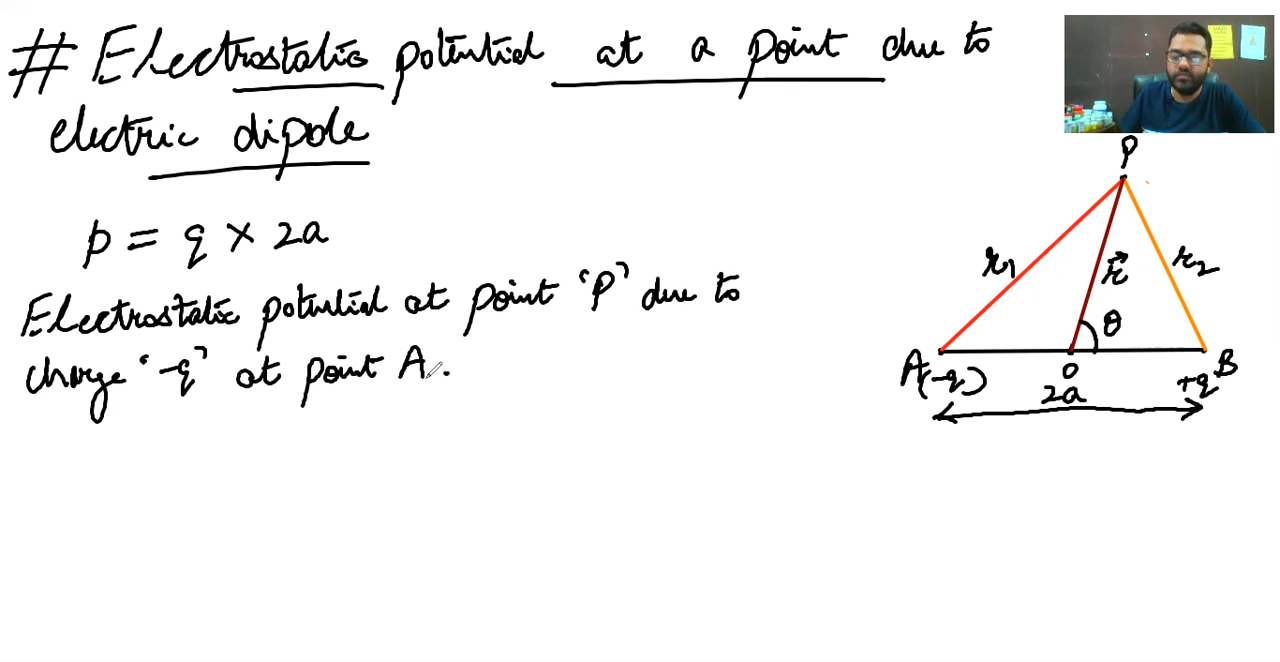 # Electrostatic potential at a point due to
electric dipole
p = q × 2a
Electrostatic potential at point 'P' due to
charge '-q' at point A.
P
r1
r⃗
r2
θ
A(-q)
O
+q B
2a